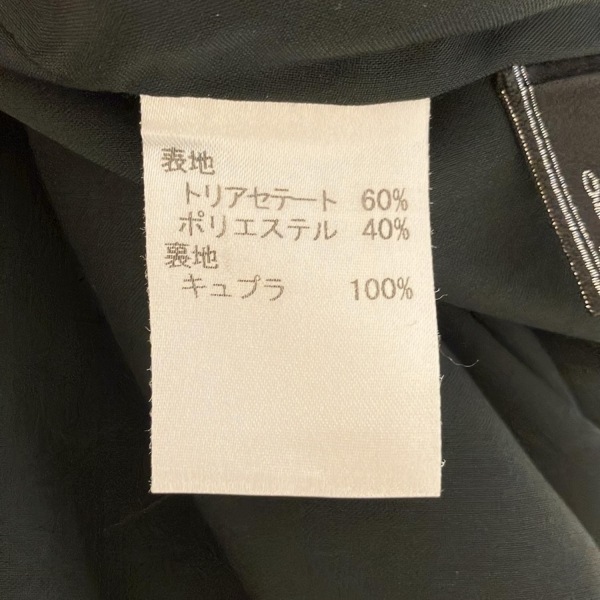 表地
トリアセテート 60%
ポリエステル 40%
裏地
キュプラ 100%